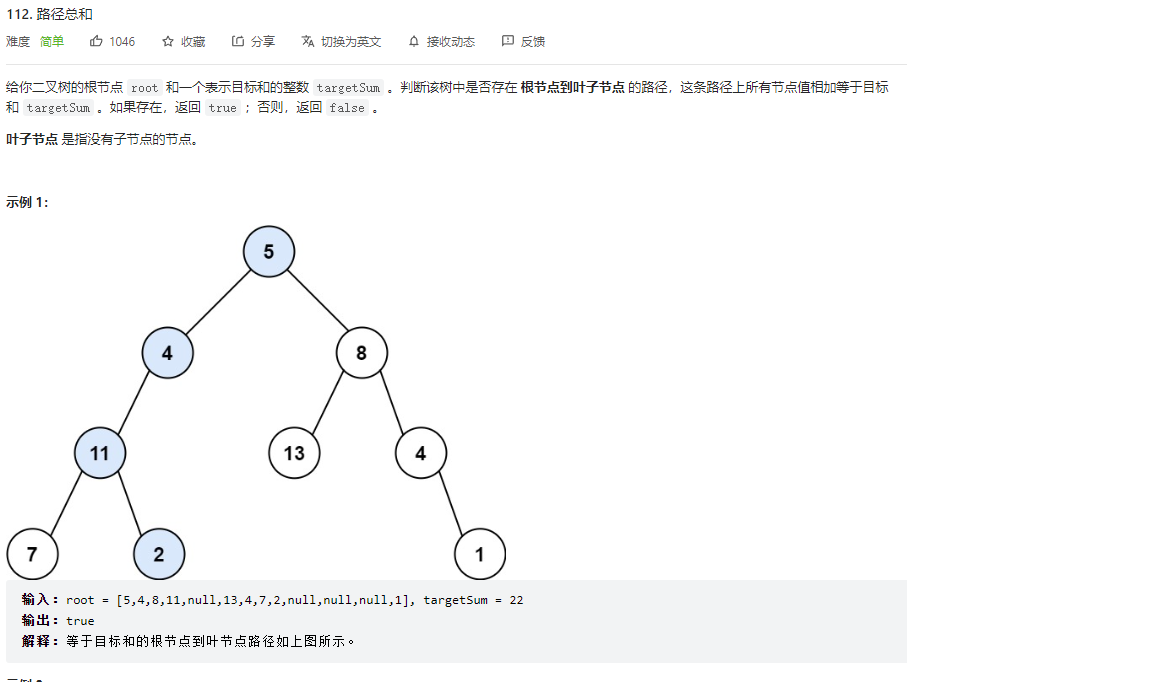 112. 路径总和
难度 简单 1046 收藏 分享 切换为英文 接收动态 反馈
给你二叉树的根节点 root 和一个表示目标和的整数 targetSum 。判断该树中是否存在 根节点到叶子节点 的路径，这条路径上所有节点值相加等于目标
和 targetSum 。如果存在，返回 true ；否则，返回 false 。
叶子节点 是指没有子节点的节点。
示例 1：
5
4 8
11 13 4
7 2 1
输入：root = [5,4,8,11,null,13,4,7,2,null,null,null,1], targetSum = 22
输出：true
解释：等于目标和的根节点到叶节点路径如上图所示。